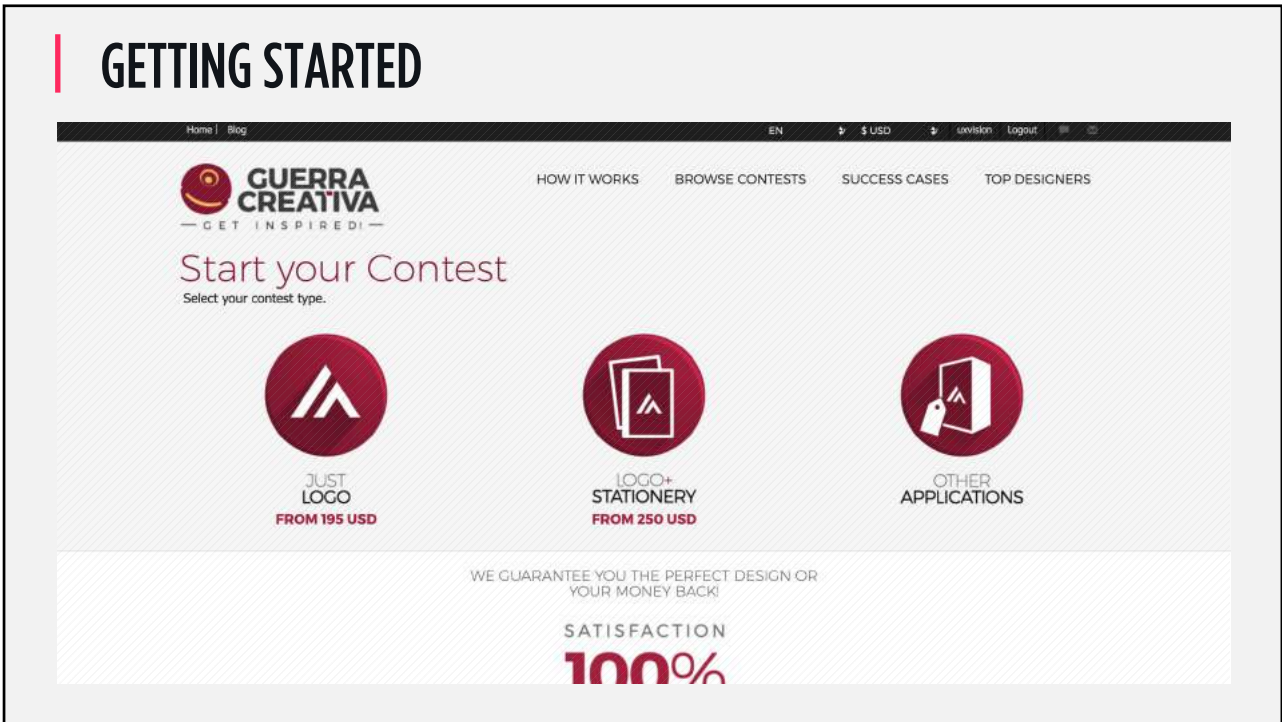 GETTING STARTED
Home | Blog
EN $ USD uxvision Logout
GUERRA
CREATIVA
GET INSPIRED!
HOW IT WORKS BROWSE CONTESTS SUCCESS CASES TOP DESIGNERS
Start your Contest
Select your contest type.
JUST
LOGO
FROM 195 USD
LOGO+
STATIONERY
FROM 250 USD
OTHER
APPLICATIONS
WE GUARANTEE YOU THE PERFECT DESIGN OR
YOUR MONEY BACK!
SATISFACTION
100%